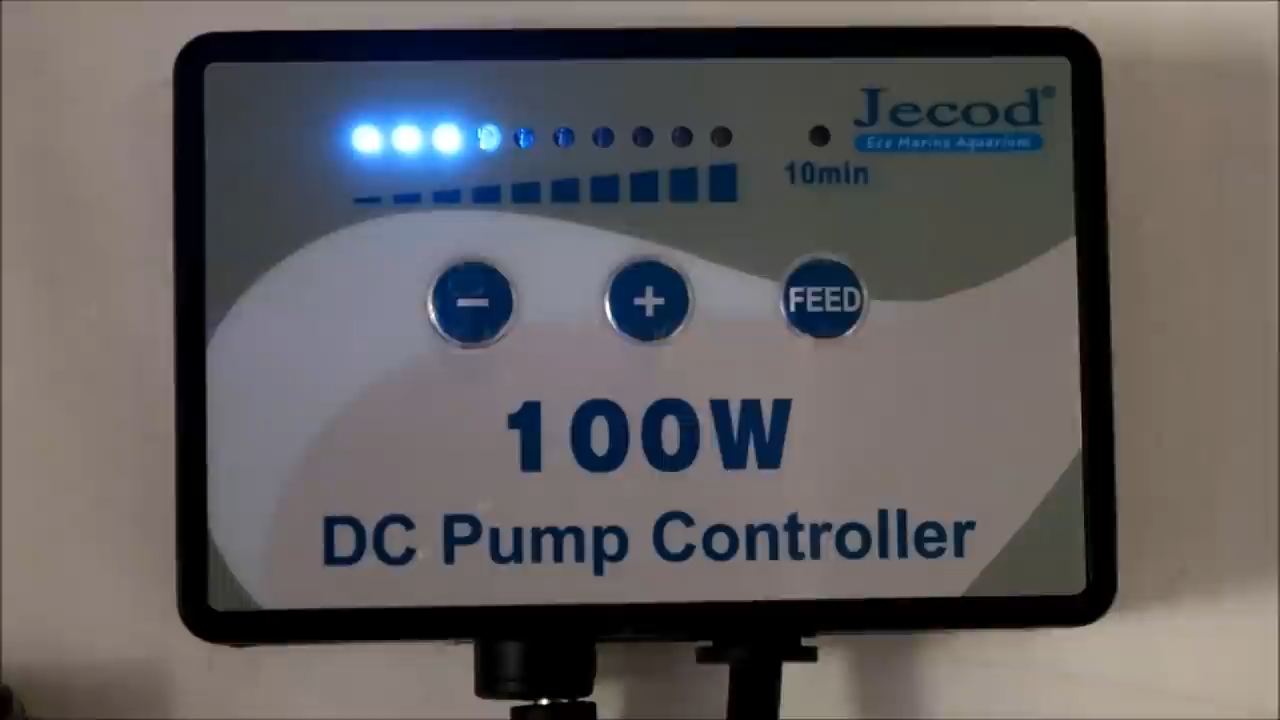 Jecod®
Eco Marine Aquarium
10min
− + FEED
100W
DC Pump Controller